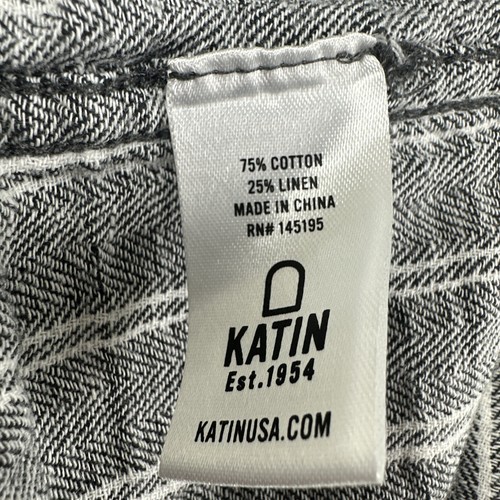 75% COTTON
25% LINEN
MADE IN CHINA
RN# 145195
KATIN
Est.1954
KATINUSA.COM